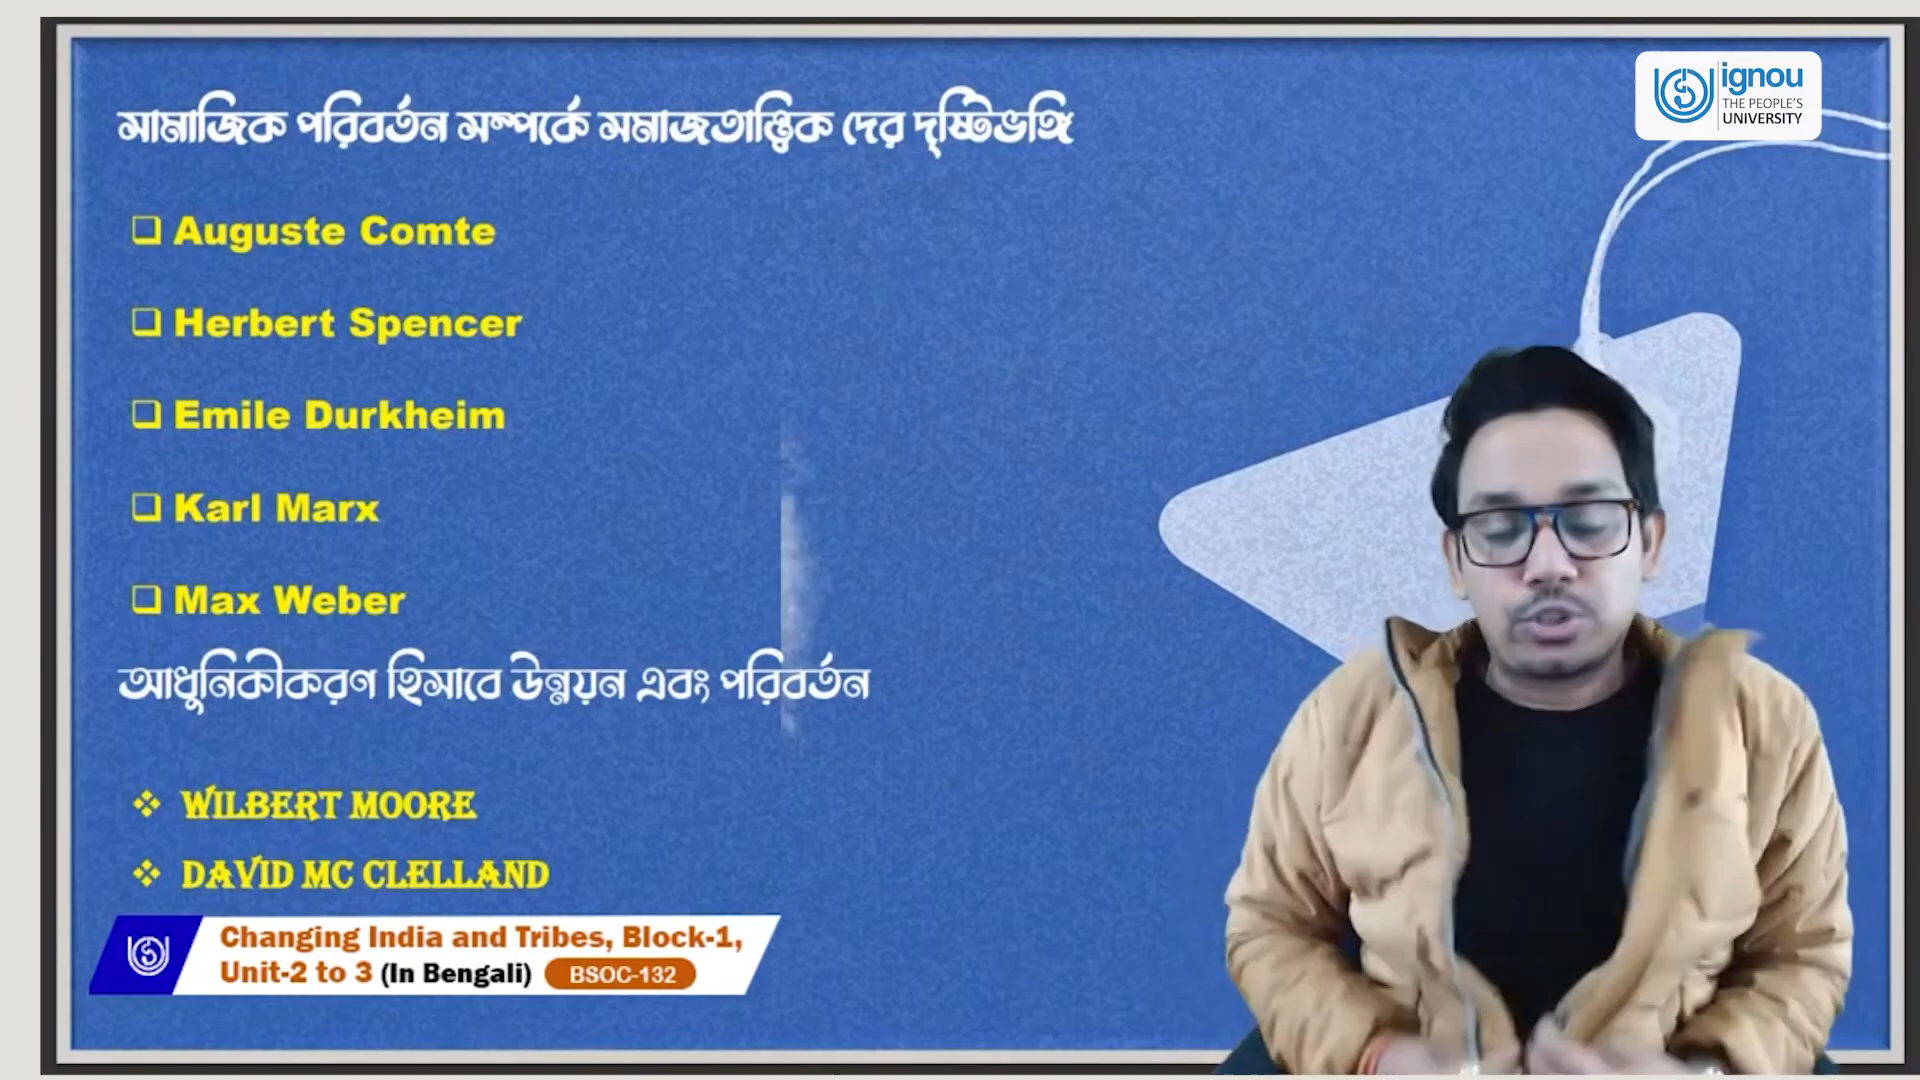 সামাজিক পরিবর্তন সম্পর্কে সমাজতাত্ত্বিক দের দৃষ্টিভঙ্গি
ignou
THE PEOPLE'S
UNIVERSITY
Auguste Comte
Herbert Spencer
Emile Durkheim
Karl Marx
Max Weber
আধুনিকীকরণ হিসাবে উন্নয়ন এবং পরিবর্তন
WILBERT MOORE
DAVID MC CLELLAND
Changing India and Tribes, Block-1,
Unit-2 to 3 (In Bengali) BSOC-132